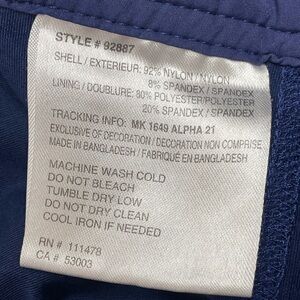 STYLE # 92887
SHELL / EXTERIEUR: 92% NYLON / NYLON
8% SPANDEX / SPANDEX
LINING / DOUBLURE: 80% POLYESTER/POLYESTER
20% SPANDEX / SPANDEX
TRACKING INFO: MK 1649 ALPHA 21
EXCLUSIVE OF DECORATION / DECORATION NON COMPRISE
MADE IN BANGLADESH / FABRIQUÉ EN BANGLADESH
MACHINE WASH COLD
DO NOT BLEACH
TUMBLE DRY LOW
DO NOT DRY CLEAN
COOL IRON IF NEEDED
RN # 111478
CA # 53003